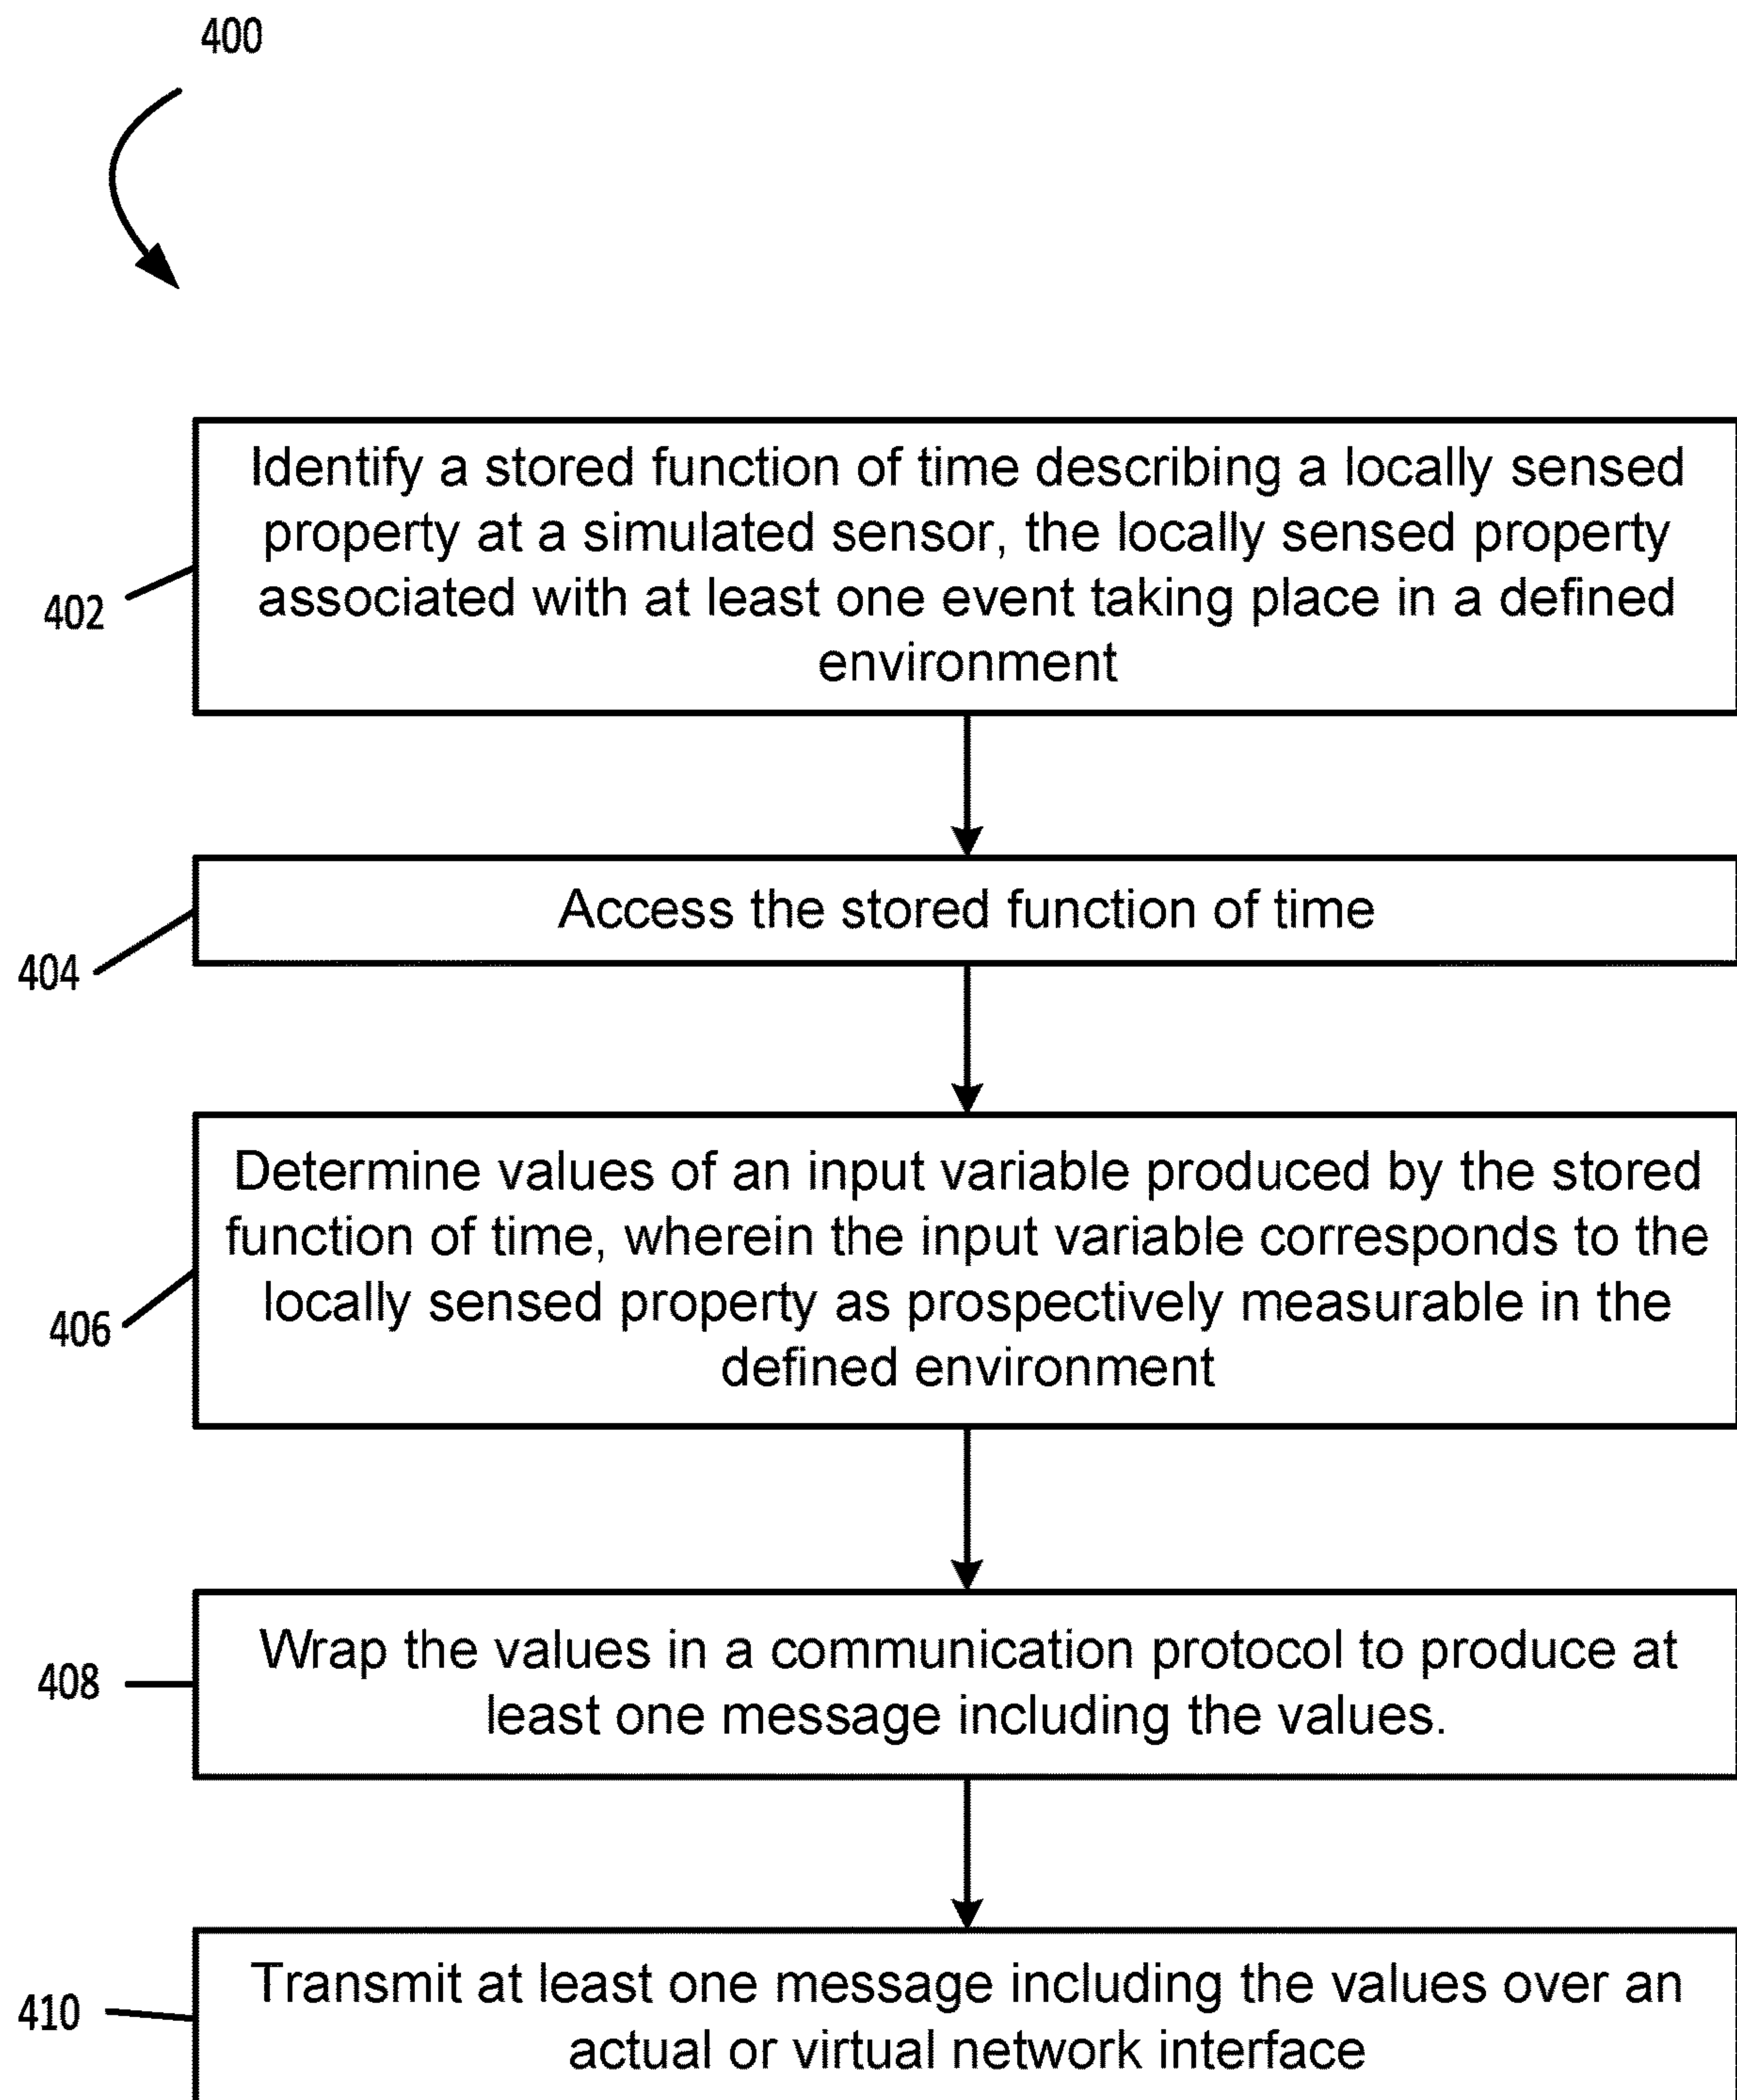 400
Identify a stored function of time describing a locally sensed
property at a simulated sensor, the locally sensed property
associated with at least one event taking place in a defined
environment
402
Access the stored function of time
404
Determine values of an input variable produced by the stored
function of time, wherein the input variable corresponds to the
locally sensed property as prospectively measurable in the
defined environment
406
Wrap the values in a communication protocol to produce at
least one message including the values.
408
Transmit at least one message including the values over an
actual or virtual network interface
410